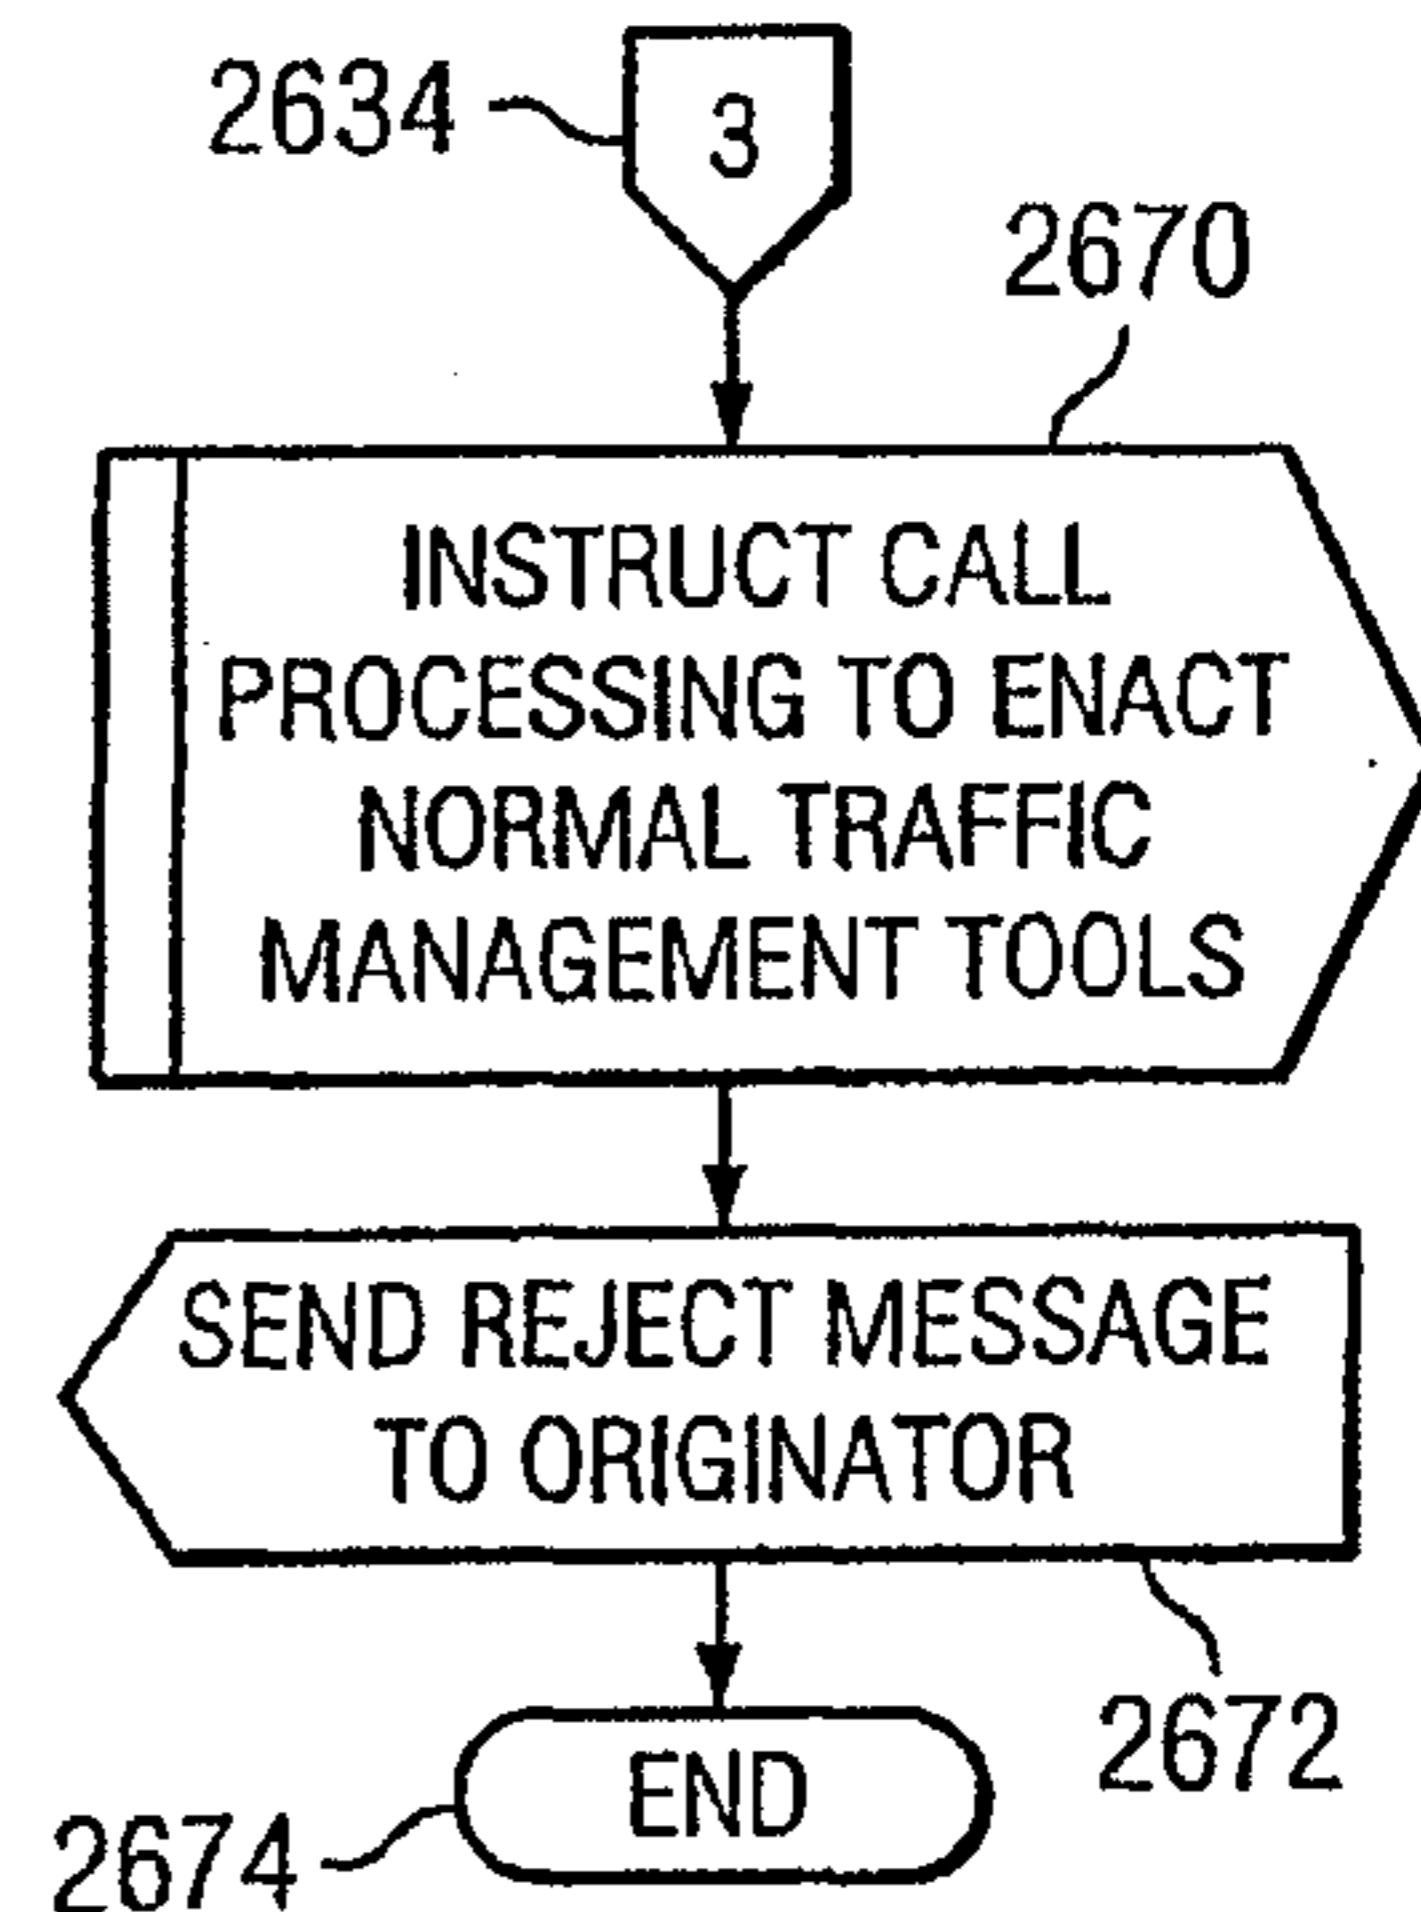 2634
3
2670
INSTRUCT CALL
PROCESSING TO ENACT
NORMAL TRAFFIC
MANAGEMENT TOOLS
SEND REJECT MESSAGE
TO ORIGINATOR
2672
END
2674